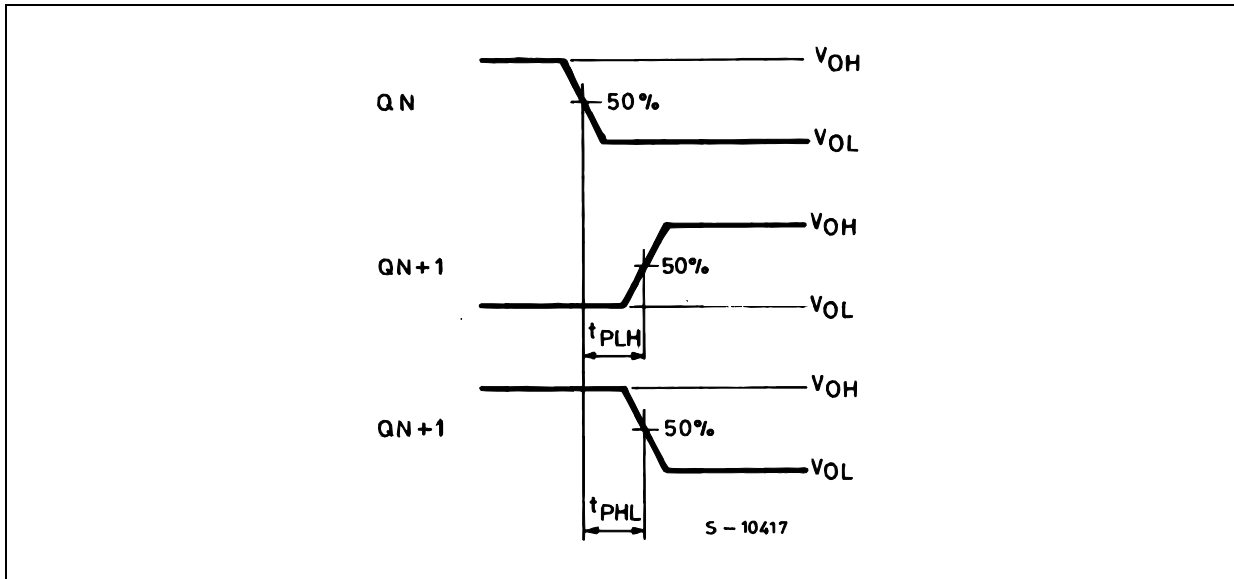 VOH
QN
50%
VOL
VOH
QN+1
50%
VOL
tPLH
VOH
QN+1
50%
VOL
tPHL
S – 10417